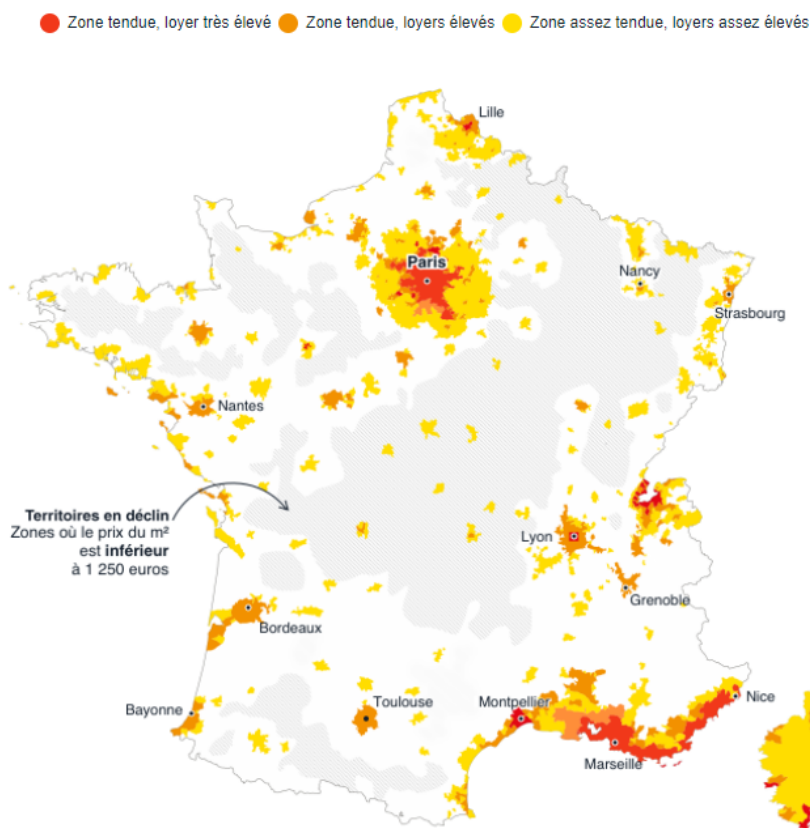 Zone tendue, loyer très élevé Zone tendue, loyers élevés Zone assez tendue, loyers assez élevés
Lille
Paris
Nancy
Strasbourg
Nantes
Territoires en déclin
Zones où le prix du m²
est inférieur
à 1 250 euros
Lyon
Grenoble
Bordeaux
Bayonne
Toulouse
Montpellier
Nice
Marseille